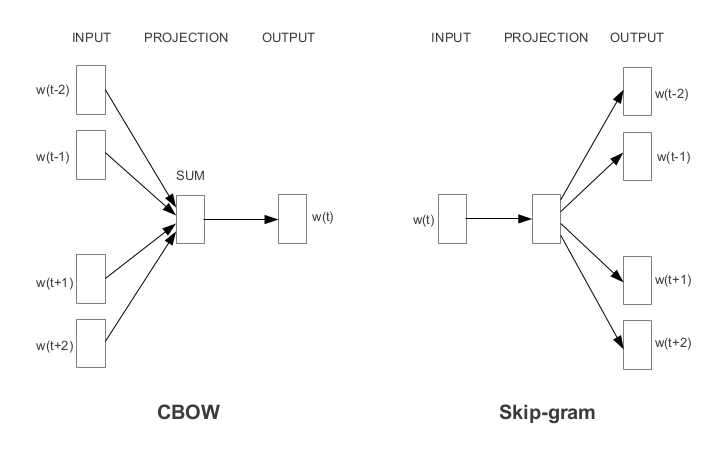 INPUT PROJECTION OUTPUT
w(t-2)
w(t-1)
SUM
w(t)
w(t+1)
w(t+2)
CBOW
INPUT PROJECTION OUTPUT
w(t-2)
w(t-1)
w(t)
w(t+1)
w(t+2)
Skip-gram